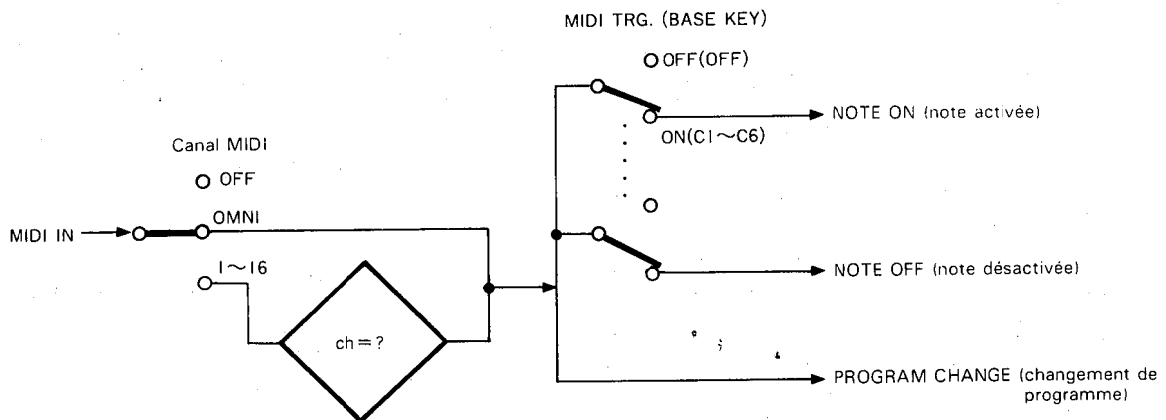 MIDI TRG. (BASE KEY)
OFF(OFF)
NOTE ON (note activée)
ON(C1~C6)
Canal MIDI
OFF
OMNI
MIDI IN
1~16
NOTE OFF (note désactivée)
ch=?
PROGRAM CHANGE (changement de
programme)